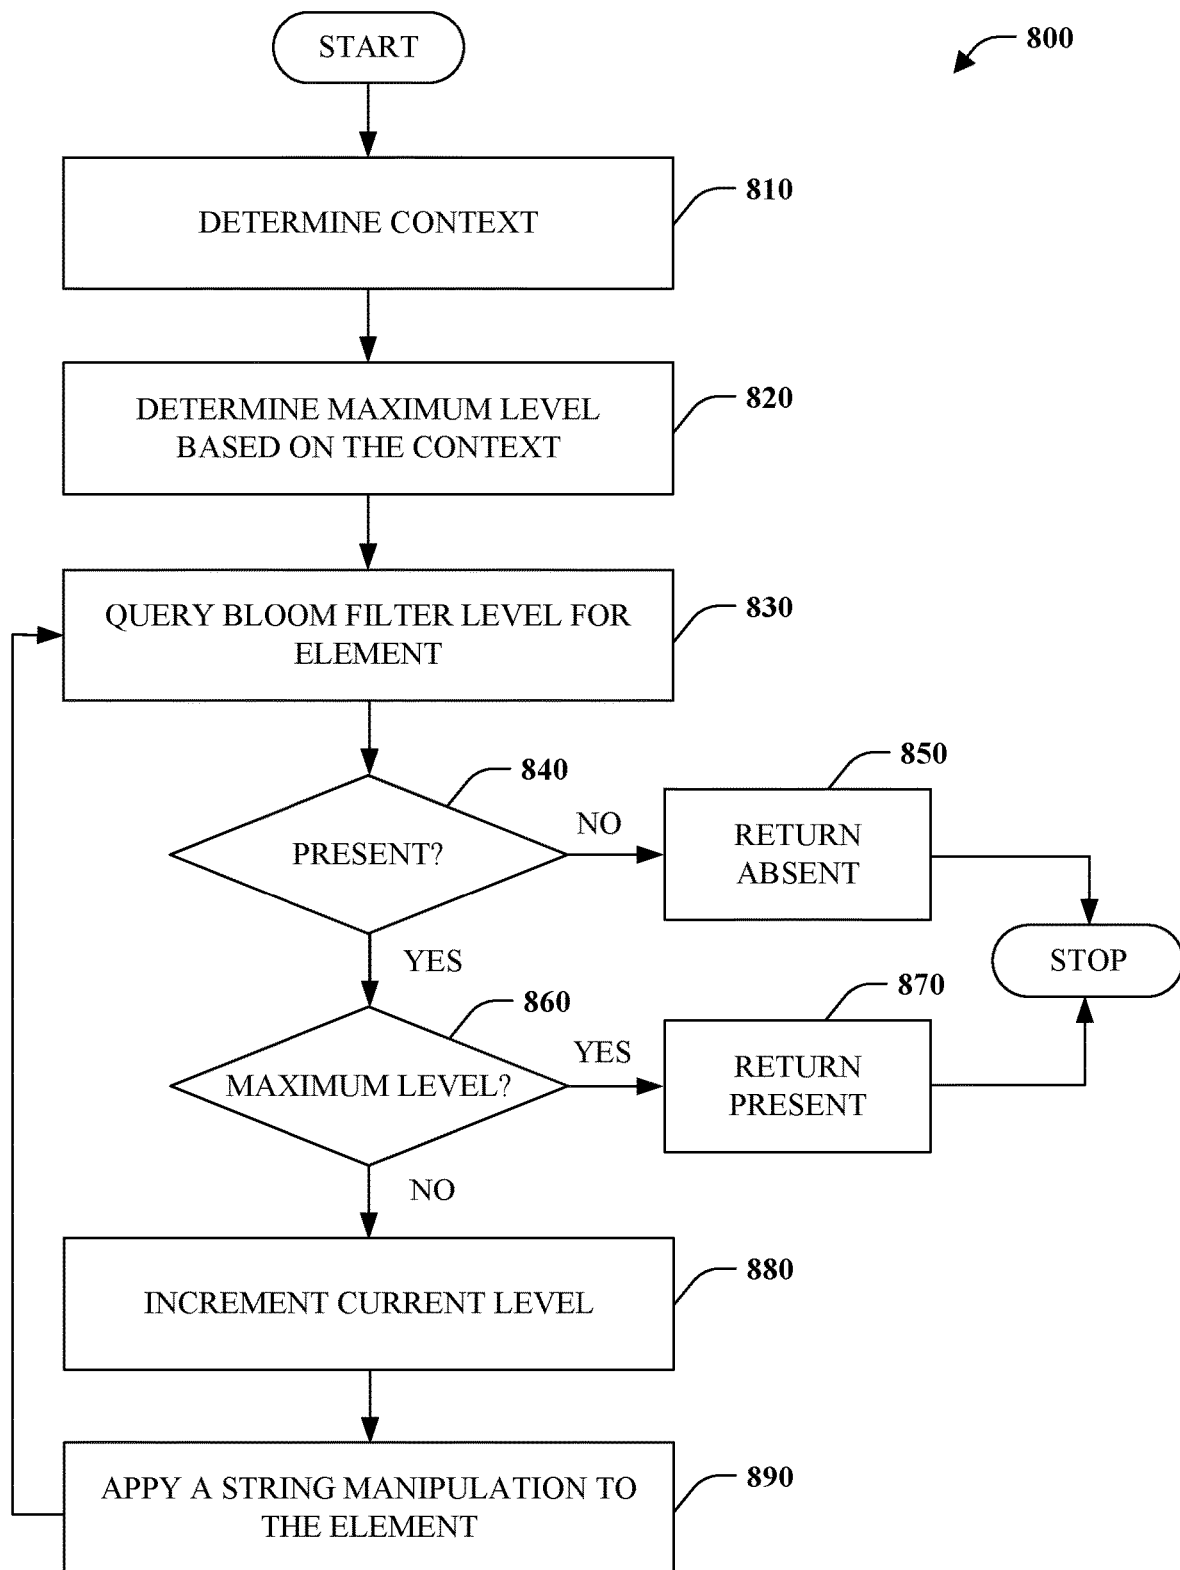 START
800
DETERMINE CONTEXT
810
DETERMINE MAXIMUM LEVEL
BASED ON THE CONTEXT
820
QUERY BLOOM FILTER LEVEL FOR
ELEMENT
830
PRESENT?
840
NO
RETURN
ABSENT
850
STOP
YES
MAXIMUM LEVEL?
860
YES
RETURN
PRESENT
870
NO
INCREMENT CURRENT LEVEL
880
APPY A STRING MANIPULATION TO
THE ELEMENT
890